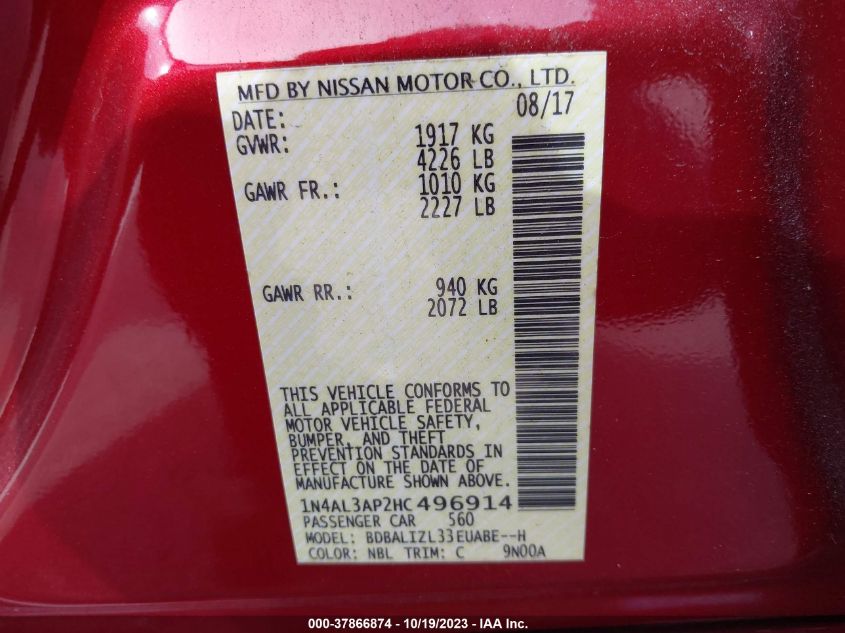 MFD BY NISSAN MOTOR CO., LTD.
DATE: 08/17
GVWR: 1917 KG
4226 LB
GAWR FR.: 1010 KG
2227 LB
GAWR RR.: 940 KG
2072 LB
THIS VEHICLE CONFORMS TO
ALL APPLICABLE FEDERAL
MOTOR VEHICLE SAFETY,
BUMPER, AND THEFT
PREVENTION STANDARDS IN
EFFECT ON THE DATE OF
MANUFACTURE SHOWN ABOVE.
1N4AL3AP2HC496914
PASSENGER CAR 560
MODEL: BDBALIZL33EUABE--H
COLOR: NBL TRIM: C 9N00A
000-37866874 - 10/19/2023 - IAA Inc.